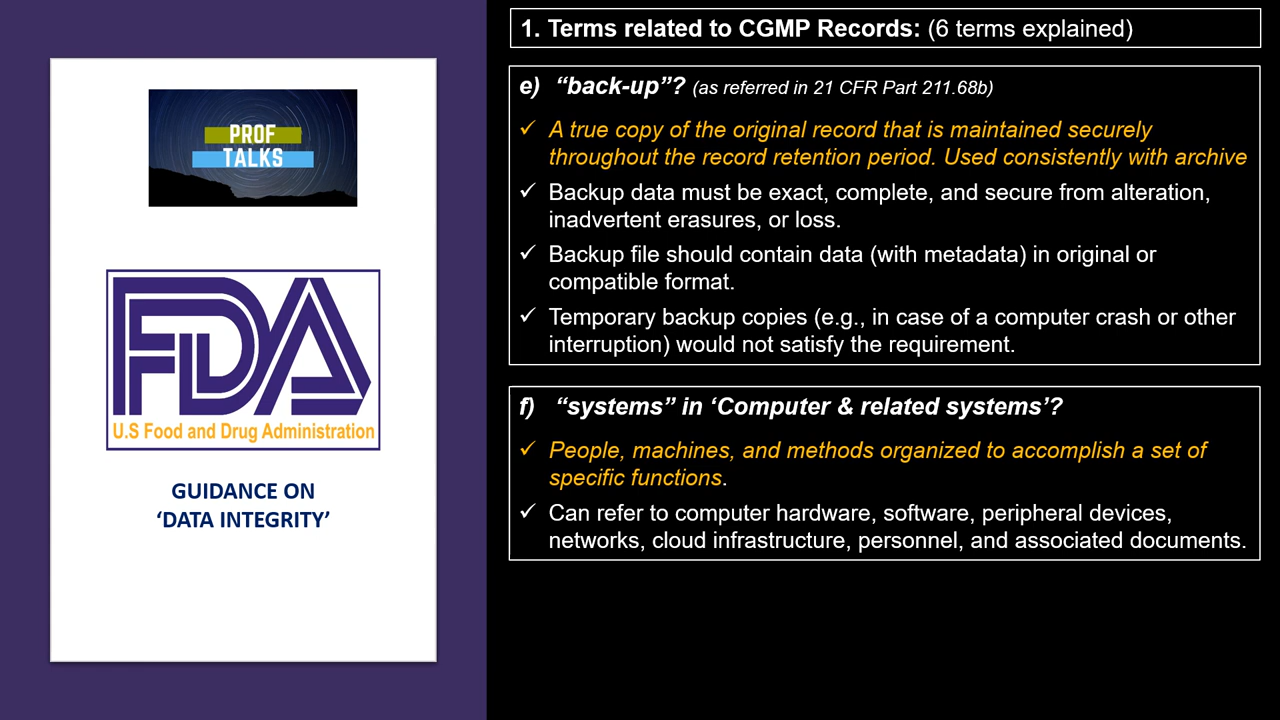 PROF
TALKS
FDA
U.S Food and Drug Administration
GUIDANCE ON
‘DATA INTEGRITY’
1. Terms related to CGMP Records: (6 terms explained)
e) “back-up”? (as referred in 21 CFR Part 211.68b)
✓ A true copy of the original record that is maintained securely
throughout the record retention period. Used consistently with archive
✓ Backup data must be exact, complete, and secure from alteration,
inadvertent erasures, or loss.
✓ Backup file should contain data (with metadata) in original or
compatible format.
✓ Temporary backup copies (e.g., in case of a computer crash or other
interruption) would not satisfy the requirement.
f) “systems” in ‘Computer & related systems’?
✓ People, machines, and methods organized to accomplish a set of
specific functions.
✓ Can refer to computer hardware, software, peripheral devices,
networks, cloud infrastructure, personnel, and associated documents.